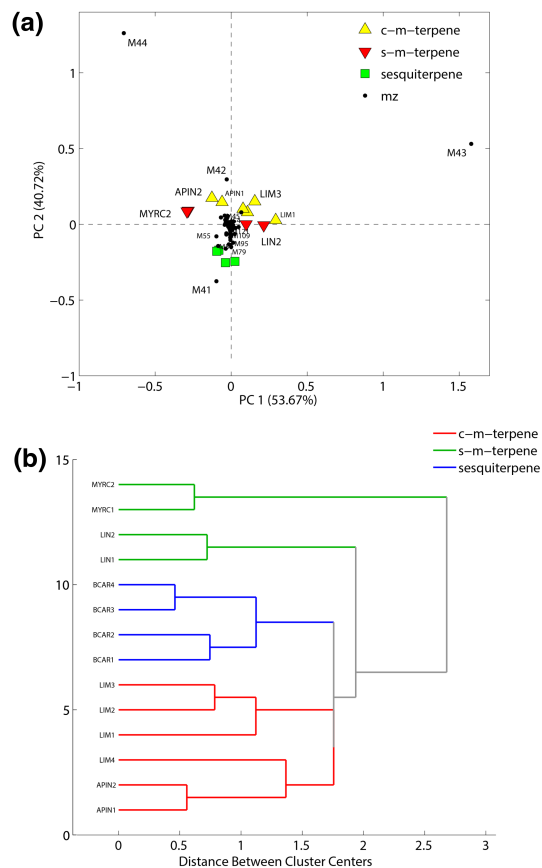 (a)
c−m−terpene
s−m−terpene
sesquiterpene
mz
M44
M43
M42
APIN2
APIN1
LIM3
MYRC2
LIM1
LIN2
M55
M109
M95
M79
M41
1
0.5
0
−0.5
−1
−1
−0.5
0
0.5
1
1.5
PC 2 (40.72%)
PC 1 (53.67%)
(b)
c−m−terpene
s−m−terpene
sesquiterpene
15
10
5
0
MYRC2
MYRC1
LIN2
LIN1
BCAR4
BCAR3
BCAR2
BCAR1
LIM3
LIM2
LIM1
LIM4
APIN2
APIN1
0
0.5
1
1.5
2
2.5
3
Distance Between Cluster Centers